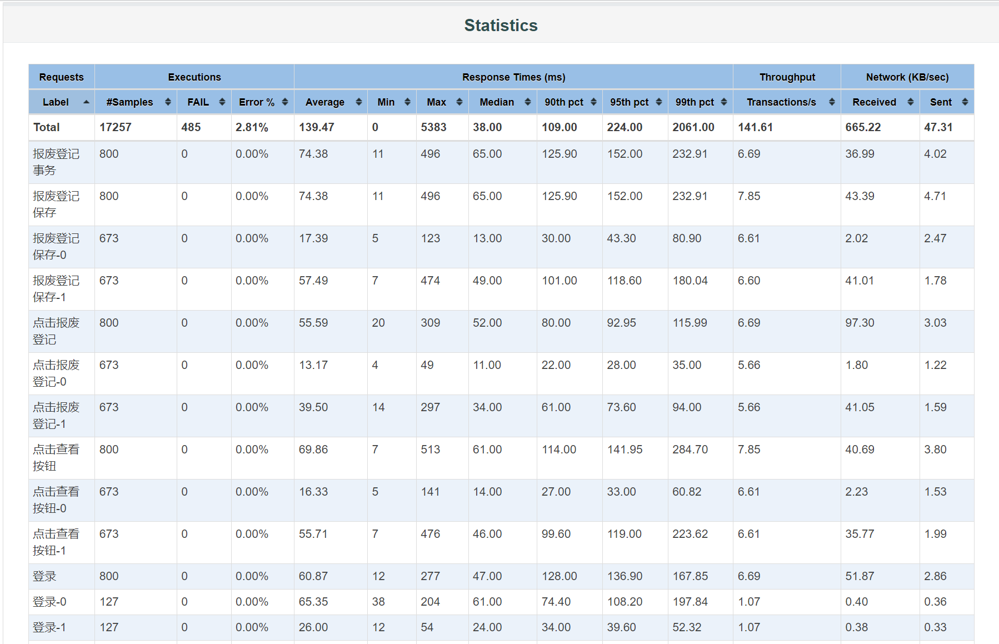 Statistics
Requests Executions Response Times (ms) Throughput Network (KB/sec)
Label #Samples FAIL Error % Average Min Max Median 90th pct 95th pct 99th pct Transactions/s Received Sent
Total 17257 485 2.81% 139.47 0 5383 38.00 109.00 224.00 2061.00 141.61 665.22 47.31
报废登记 800 0 0.00% 74.38 11 496 65.00 125.90 152.00 232.91 6.69 36.99 4.02
事务
报废登记 800 0 0.00% 74.38 11 496 65.00 125.90 152.00 232.91 7.85 43.39 4.71
保存
报废登记 673 0 0.00% 17.39 5 123 13.00 30.00 43.30 80.90 6.61 2.02 2.47
保存-0
报废登记 673 0 0.00% 57.49 7 474 49.00 101.00 118.60 180.04 6.60 41.01 1.78
保存-1
点击报废 800 0 0.00% 55.59 20 309 52.00 80.00 92.95 115.99 6.69 97.30 3.03
登记
点击报废 673 0 0.00% 13.17 4 49 11.00 22.00 28.00 35.00 5.66 1.80 1.22
登记-0
点击报废 673 0 0.00% 39.50 14 297 34.00 61.00 73.60 94.00 5.66 41.05 1.59
登记-1
点击查看 800 0 0.00% 69.86 7 513 61.00 114.00 141.95 284.70 7.85 40.69 3.80
按钮
点击查看 673 0 0.00% 16.33 5 141 14.00 27.00 33.00 60.82 6.61 2.23 1.53
按钮-0
点击查看 673 0 0.00% 55.71 7 476 46.00 99.60 119.00 223.62 6.61 35.77 1.99
按钮-1
登录 800 0 0.00% 60.87 12 277 47.00 128.00 136.90 167.85 6.69 51.87 2.86
登录-0 127 0 0.00% 65.35 38 204 61.00 74.40 108.20 197.84 1.07 0.40 0.36
登录-1 127 0 0.00% 26.00 12 54 24.00 34.00 39.60 52.32 1.07 0.38 0.33